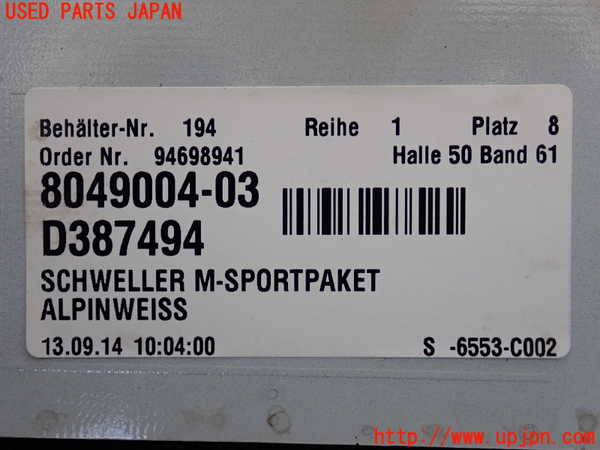 USED PARTS JAPAN
Behälter-Nr. 194 Reihe 1 Platz 8
Order Nr. 94698941 Halle 50 Band 61
8049004-03
D387494
SCHWELLER M-SPORTPAKET
ALPINWEISS
13.09.14 10:04:00 S -6553-C002
http://www.upjpn.com/